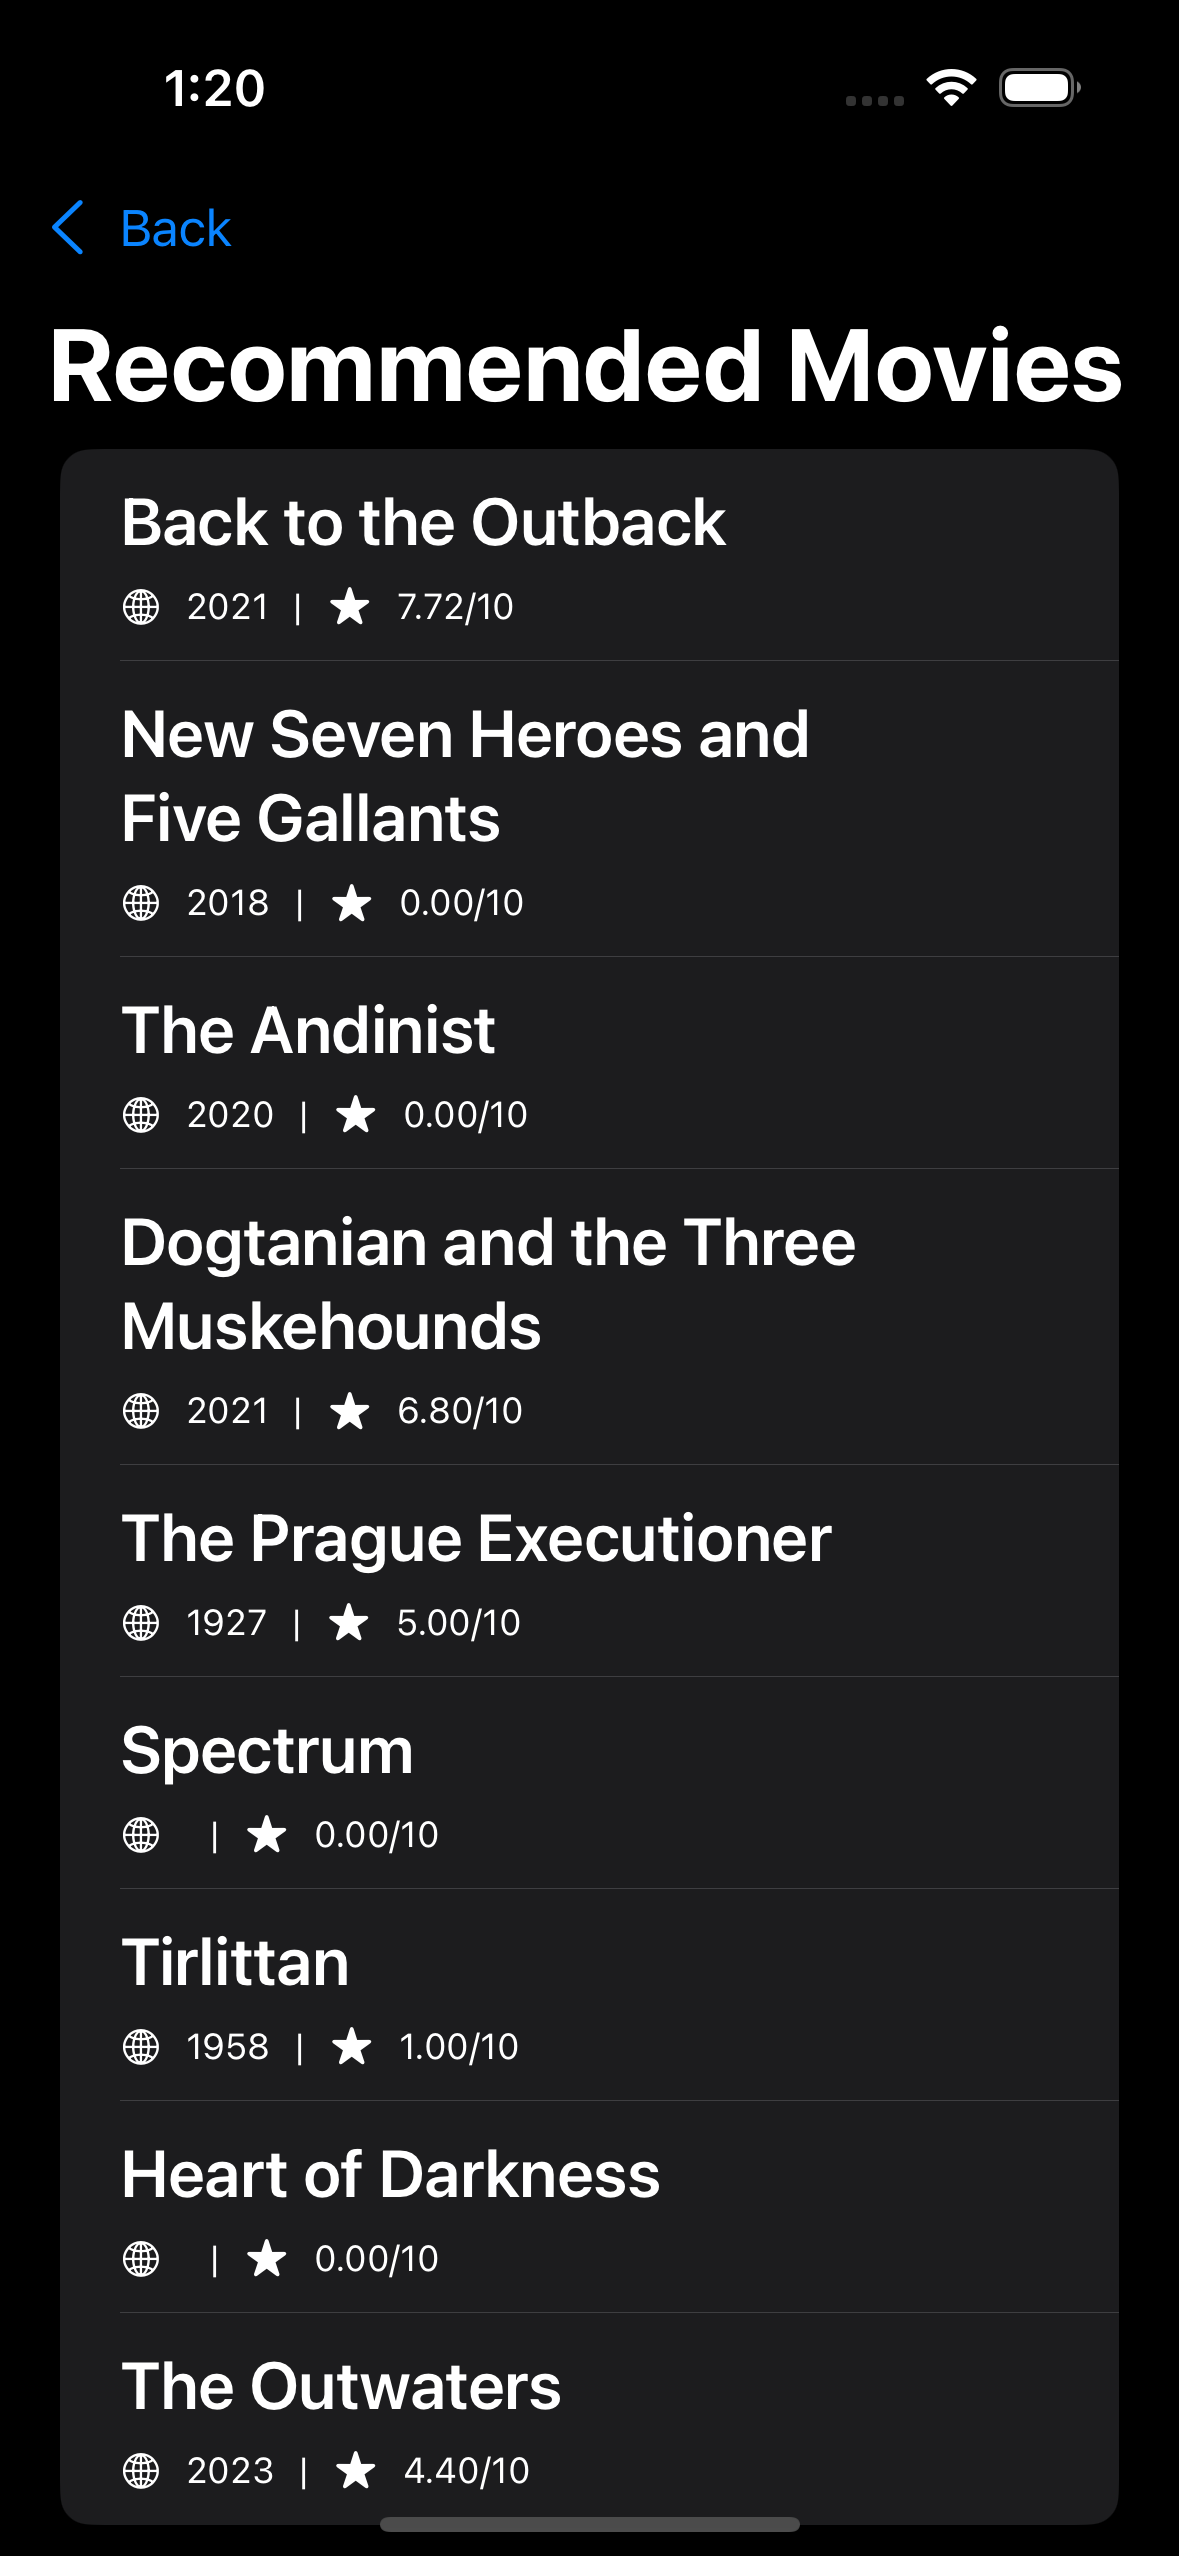 1:20
Back
Recommended Movies
Back to the Outback
2021 | 7.72/10
New Seven Heroes and
Five Gallants
2018 | 0.00/10
The Andinist
2020 | 0.00/10
Dogtanian and the Three
Muskehounds
2021 | 6.80/10
The Prague Executioner
1927 | 5.00/10
Spectrum
| 0.00/10
Tirlittan
1958 | 1.00/10
Heart of Darkness
| 0.00/10
The Outwaters
2023 | 4.40/10